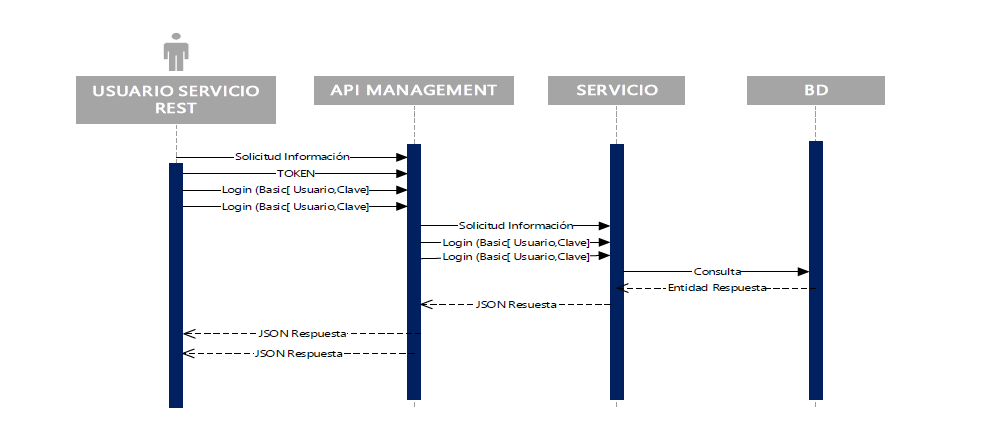 USUARIO SERVICIO
REST
API MANAGEMENT
SERVICIO
BD
Solicitud Información
TOKEN
Login (Basic[ Usuario,Clave]
Login (Basic[ Usuario,Clave]
Solicitud Información
Login (Basic[ Usuario,Clave]
Login (Basic[ Usuario,Clave]
Consulta
Entidad Respuesta
JSON Resuesta
JSON Respuesta
JSON Respuesta